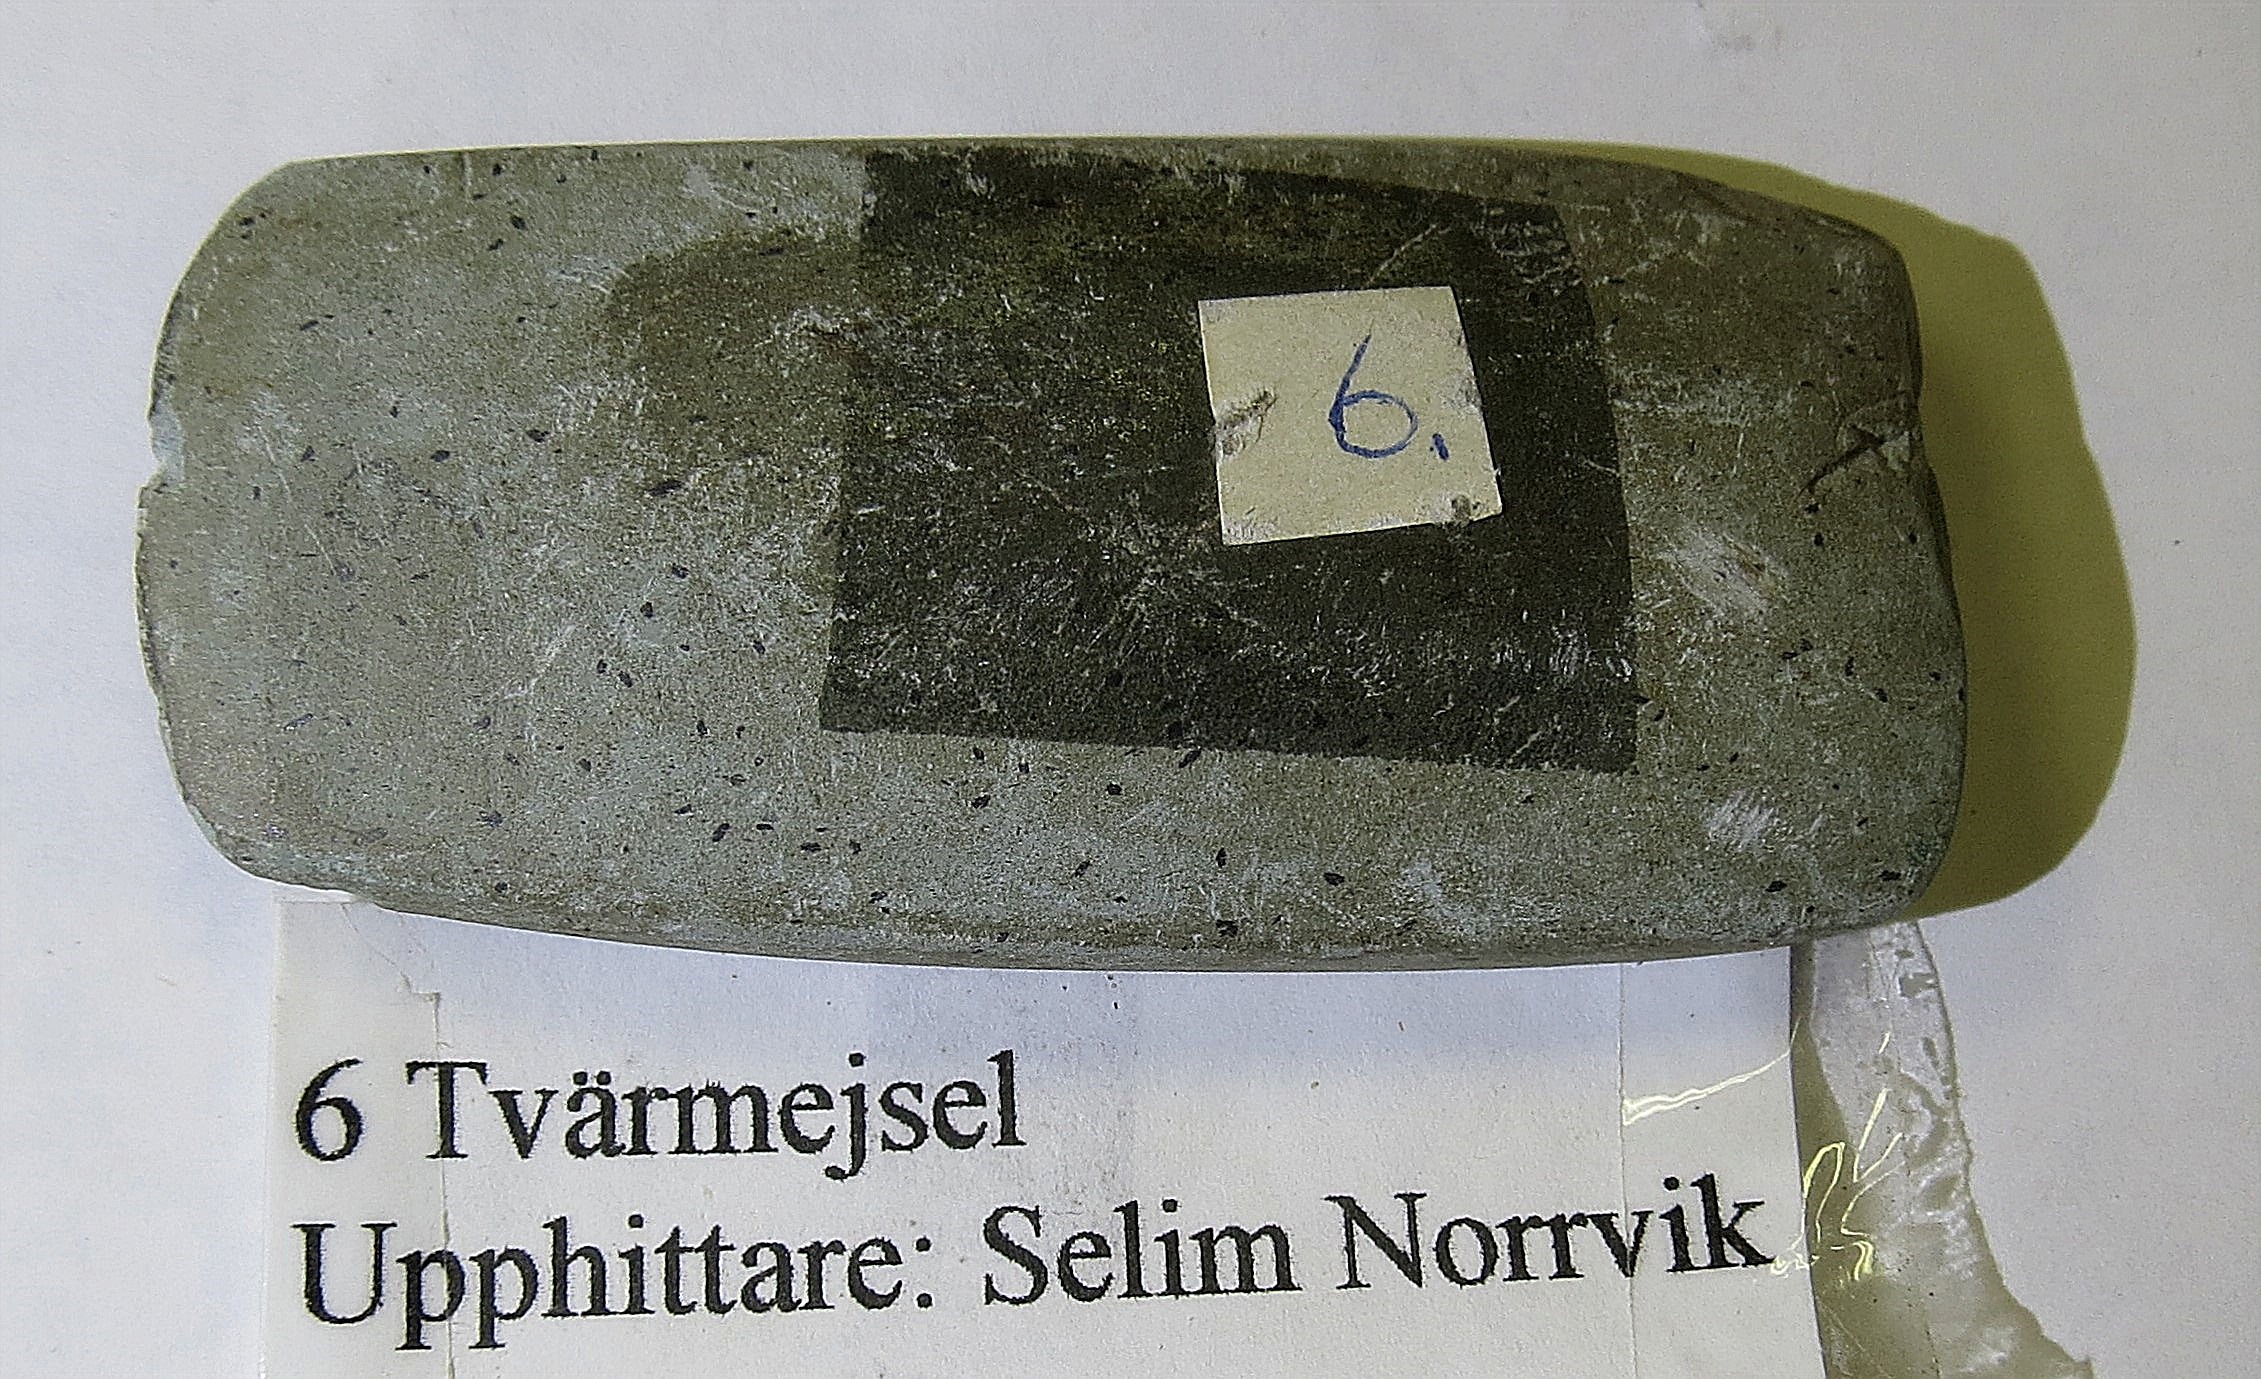 6.
6 Tvärmejsel
Upphittare: Selim Norrvik